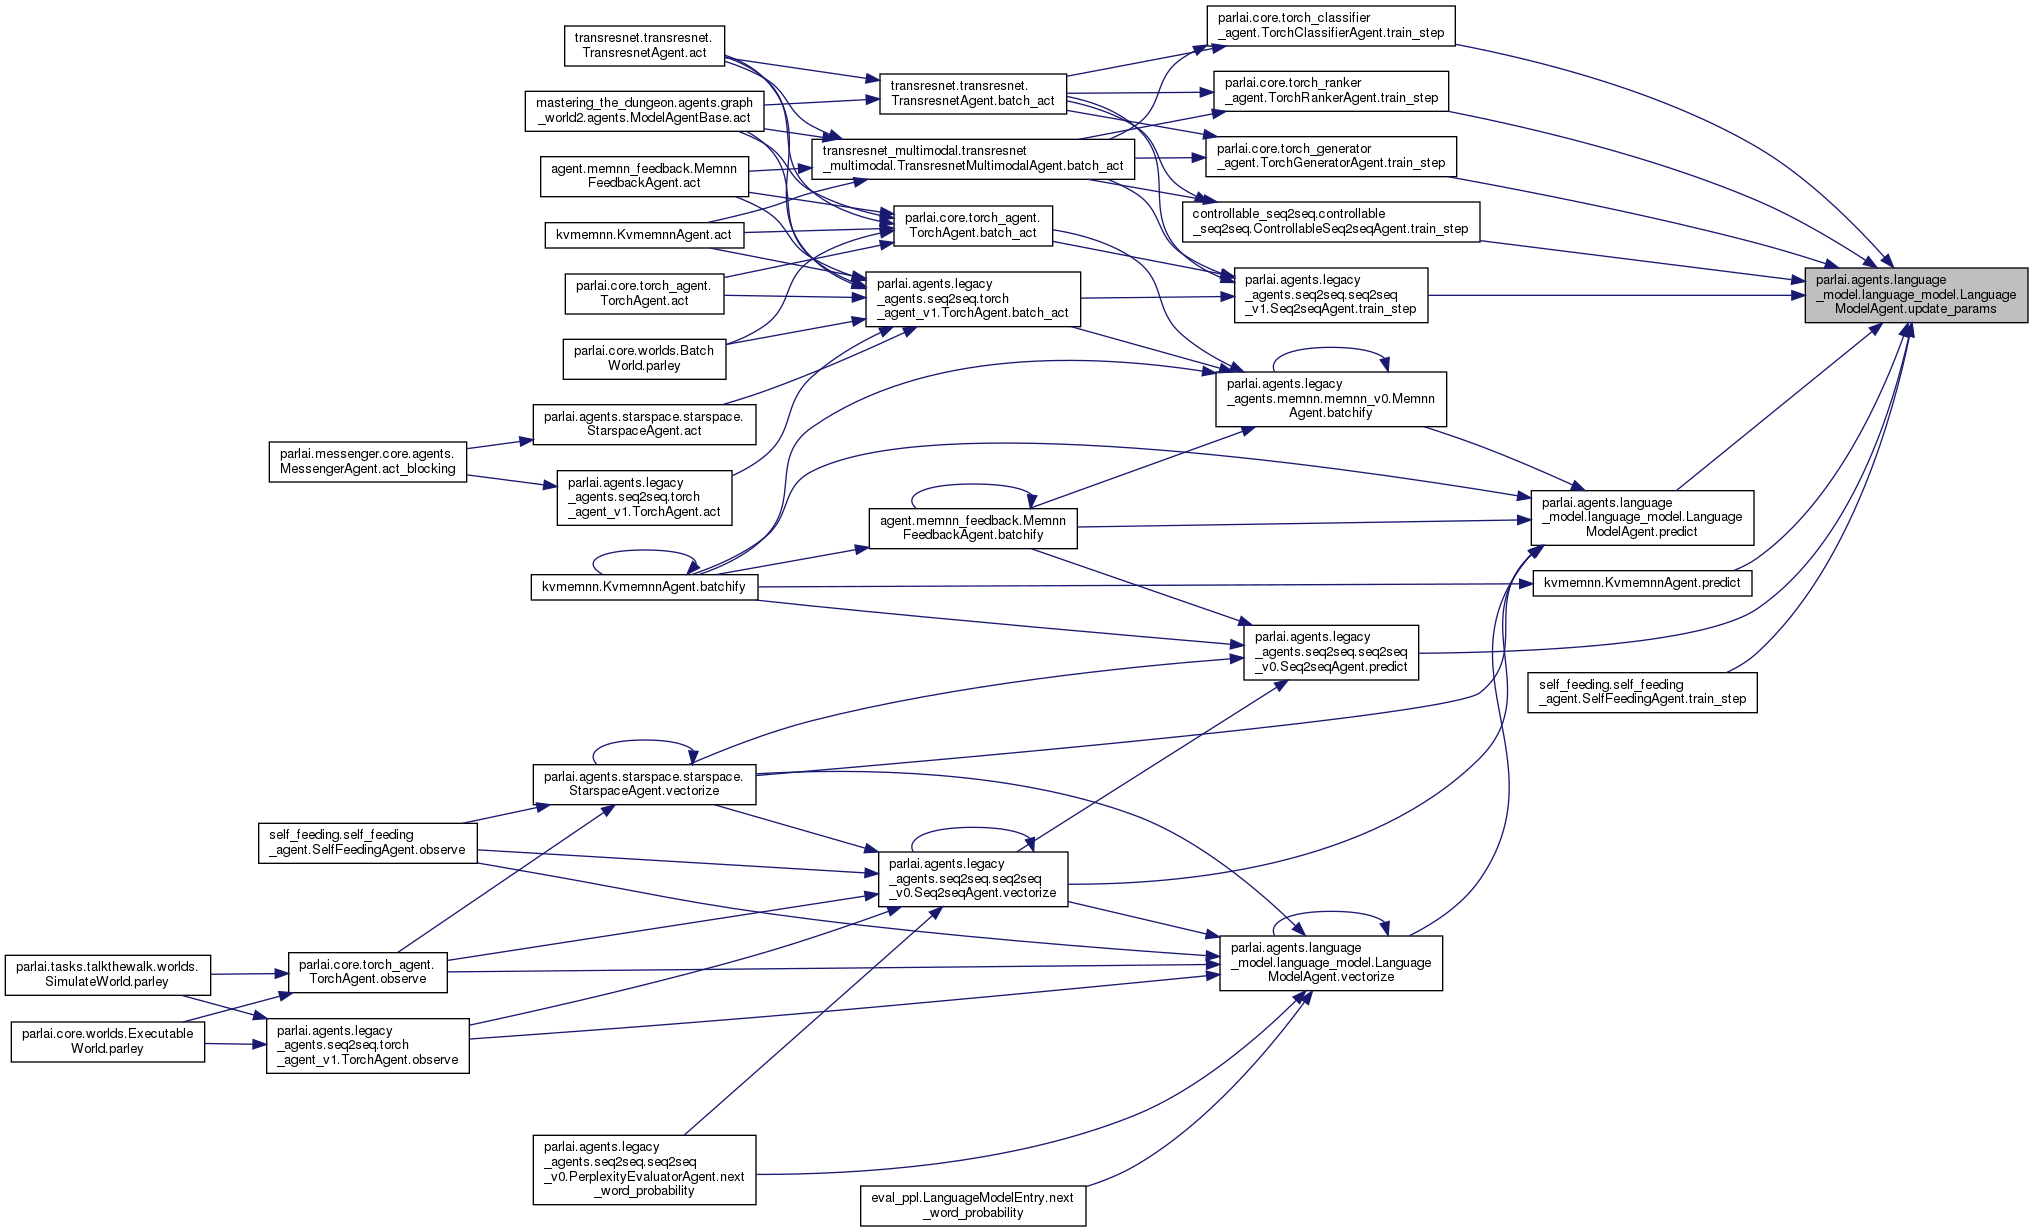 transresnet.transresnet.
TransresnetAgent.act
mastering_the_dungeon.agents.graph
_world2.agents.ModelAgentBase.act
agent.memnn_feedback.Memnn
FeedbackAgent.act
kvmemnn.KvmemnnAgent.act
parlai.core.torch_agent.
TorchAgent.act
parlai.core.worlds.Batch
World.parley
parlai.agents.starspace.starspace.
StarspaceAgent.act
parlai.messenger.core.agents.
MessengerAgent.act_blocking
parlai.agents.legacy
_agents.seq2seq.torch
_agent_v1.TorchAgent.act
kvmemnn.KvmemnnAgent.batchify
parlai.agents.starspace.starspace.
StarspaceAgent.vectorize
self_feeding.self_feeding
_agent.SelfFeedingAgent.observe
parlai.tasks.talkthewalk.worlds.
SimulateWorld.parley
parlai.core.torch_agent.
TorchAgent.observe
parlai.core.worlds.Executable
World.parley
parlai.agents.legacy
_agents.seq2seq.torch
_agent_v1.TorchAgent.observe
parlai.agents.legacy
_agents.seq2seq.seq2seq
_v0.PerplexityEvaluatorAgent.next
_word_probability
transresnet.transresnet.
TransresnetAgent.batch_act
transresnet_multimodal.transresnet
_multimodal.TransresnetMultimodalAgent.batch_act
parlai.core.torch_agent.
TorchAgent.batch_act
parlai.agents.legacy
_agents.seq2seq.torch
_agent_v1.TorchAgent.batch_act
agent.memnn_feedback.Memnn
FeedbackAgent.batchify
parlai.agents.legacy
_agents.seq2seq.seq2seq
_v0.Seq2seqAgent.vectorize
eval_ppl.LanguageModelEntry.next
_word_probability
parlai.core.torch_classifier
_agent.TorchClassifierAgent.train_step
parlai.core.torch_ranker
_agent.TorchRankerAgent.train_step
parlai.core.torch_generator
_agent.TorchGeneratorAgent.train_step
controllable_seq2seq.controllable
_seq2seq.ControllableSeq2seqAgent.train_step
parlai.agents.legacy
_agents.seq2seq.seq2seq
_v1.Seq2seqAgent.train_step
parlai.agents.legacy
_agents.memnn.memnn_v0.Memnn
Agent.batchify
parlai.agents.legacy
_agents.seq2seq.seq2seq
_v0.Seq2seqAgent.predict
parlai.agents.language
_model.language_model.Language
ModelAgent.vectorize
parlai.agents.language
_model.language_model.Language
ModelAgent.predict
kvmemnn.KvmemnnAgent.predict
self_feeding.self_feeding
_agent.SelfFeedingAgent.train_step
parlai.agents.language
_model.language_model.Language
ModelAgent.update_params